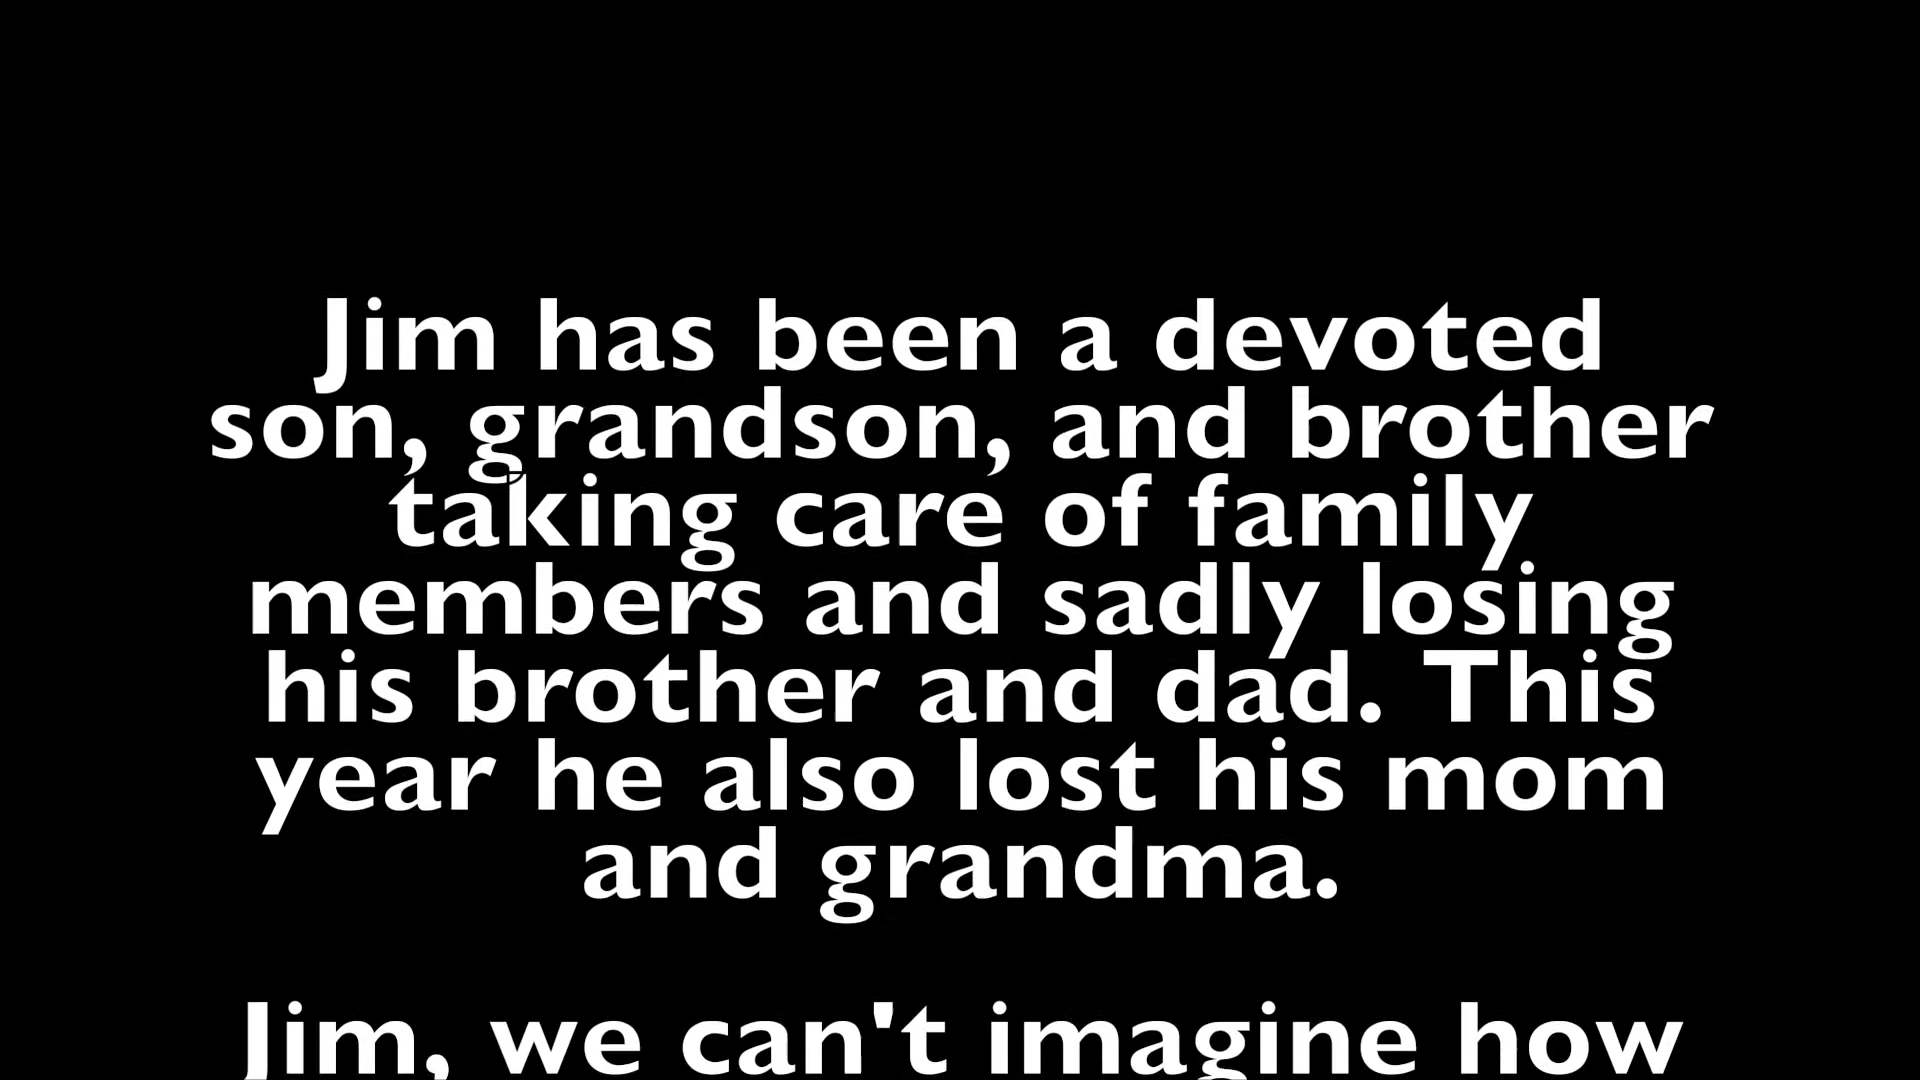 Jim has been a devoted
son, grandson, and brother
taking care of family
members and sadly losing
his brother and dad. This
year he also lost his mom
and grandma.
Jim, we can't imagine how